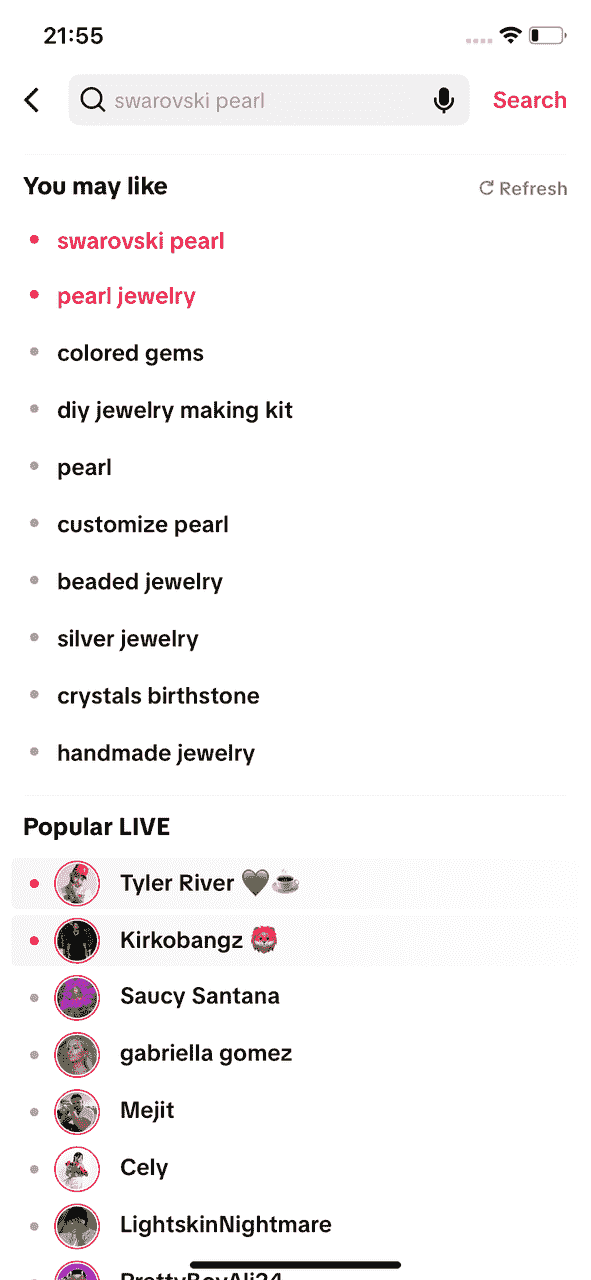 21:55
swarovski pearl
Search
You may like
Refresh
swarovski pearl
pearl jewelry
colored gems
diy jewelry making kit
pearl
customize pearl
beaded jewelry
silver jewelry
crystals birthstone
handmade jewelry
Popular LIVE
Tyler River 🖤☕
Kirkobangz 🦁
Saucy Santana
gabriella gomez
Mejit
Cely
LightskinNightmare
PrettyBoyAli24